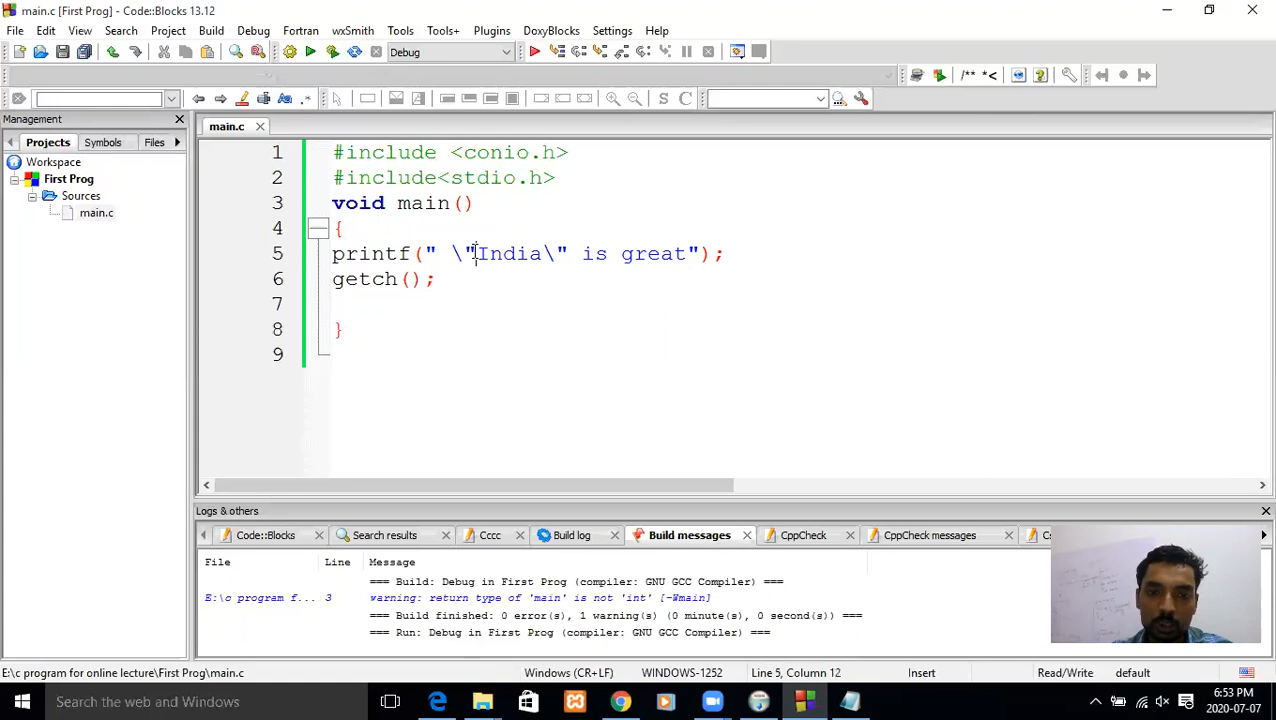 main.c [First Prog] - Code::Blocks 13.12
File Edit View Search Project Build Debug Fortran wxSmith Tools Tools+ Plugins DoxyBlocks Settings Help
Debug
/** *<
Aa
.*
S C
Management
Projects Symbols Files
Workspace
First Prog
Sources
main.c
main.c
1 #include <conio.h>
2 #include<stdio.h>
3 void main()
4 {
5 printf(" \"India\" is great");
6 getch();
7
8 }
9
Logs & others
Code::Blocks Search results Cccc Build log Build messages CppCheck CppCheck messages
File Line Message
=== Build: Debug in First Prog (compiler: GNU GCC Compiler) ===
E:\c program f... 3 warning: return type of 'main' is not 'int' [-Wmain]
=== Build finished: 0 error(s), 1 warning(s) (0 minute(s), 0 second(s)) ===
=== Run: Debug in First Prog (compiler: GNU GCC Compiler) ===
E:\c program for online lecture\First Prog\main.c Windows (CR+LF) WINDOWS-1252 Line 5, Column 12 Insert Read/Write default
Search the web and Windows
6:53 PM
2020-07-07